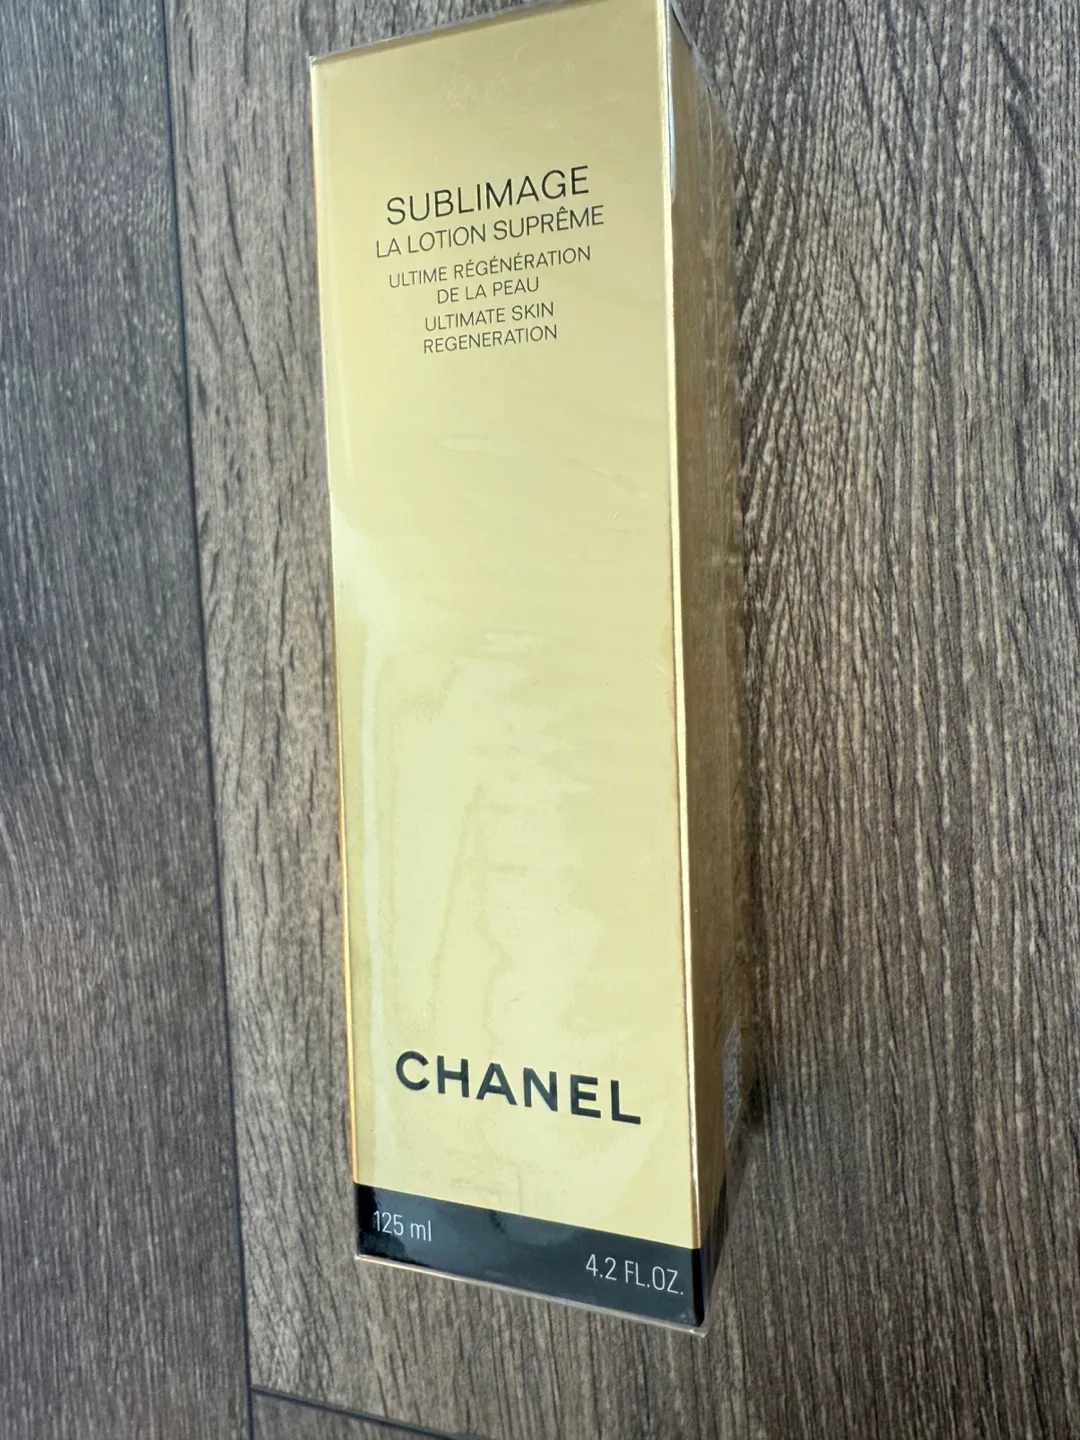 SUBLIMAGE
LA LOTION SUPRÊME
ULTIME RÉGÉNÉRATION
DE LA PEAU
ULTIMATE SKIN
REGENERATION
CHANEL
125 ml
4.2 FL.OZ.